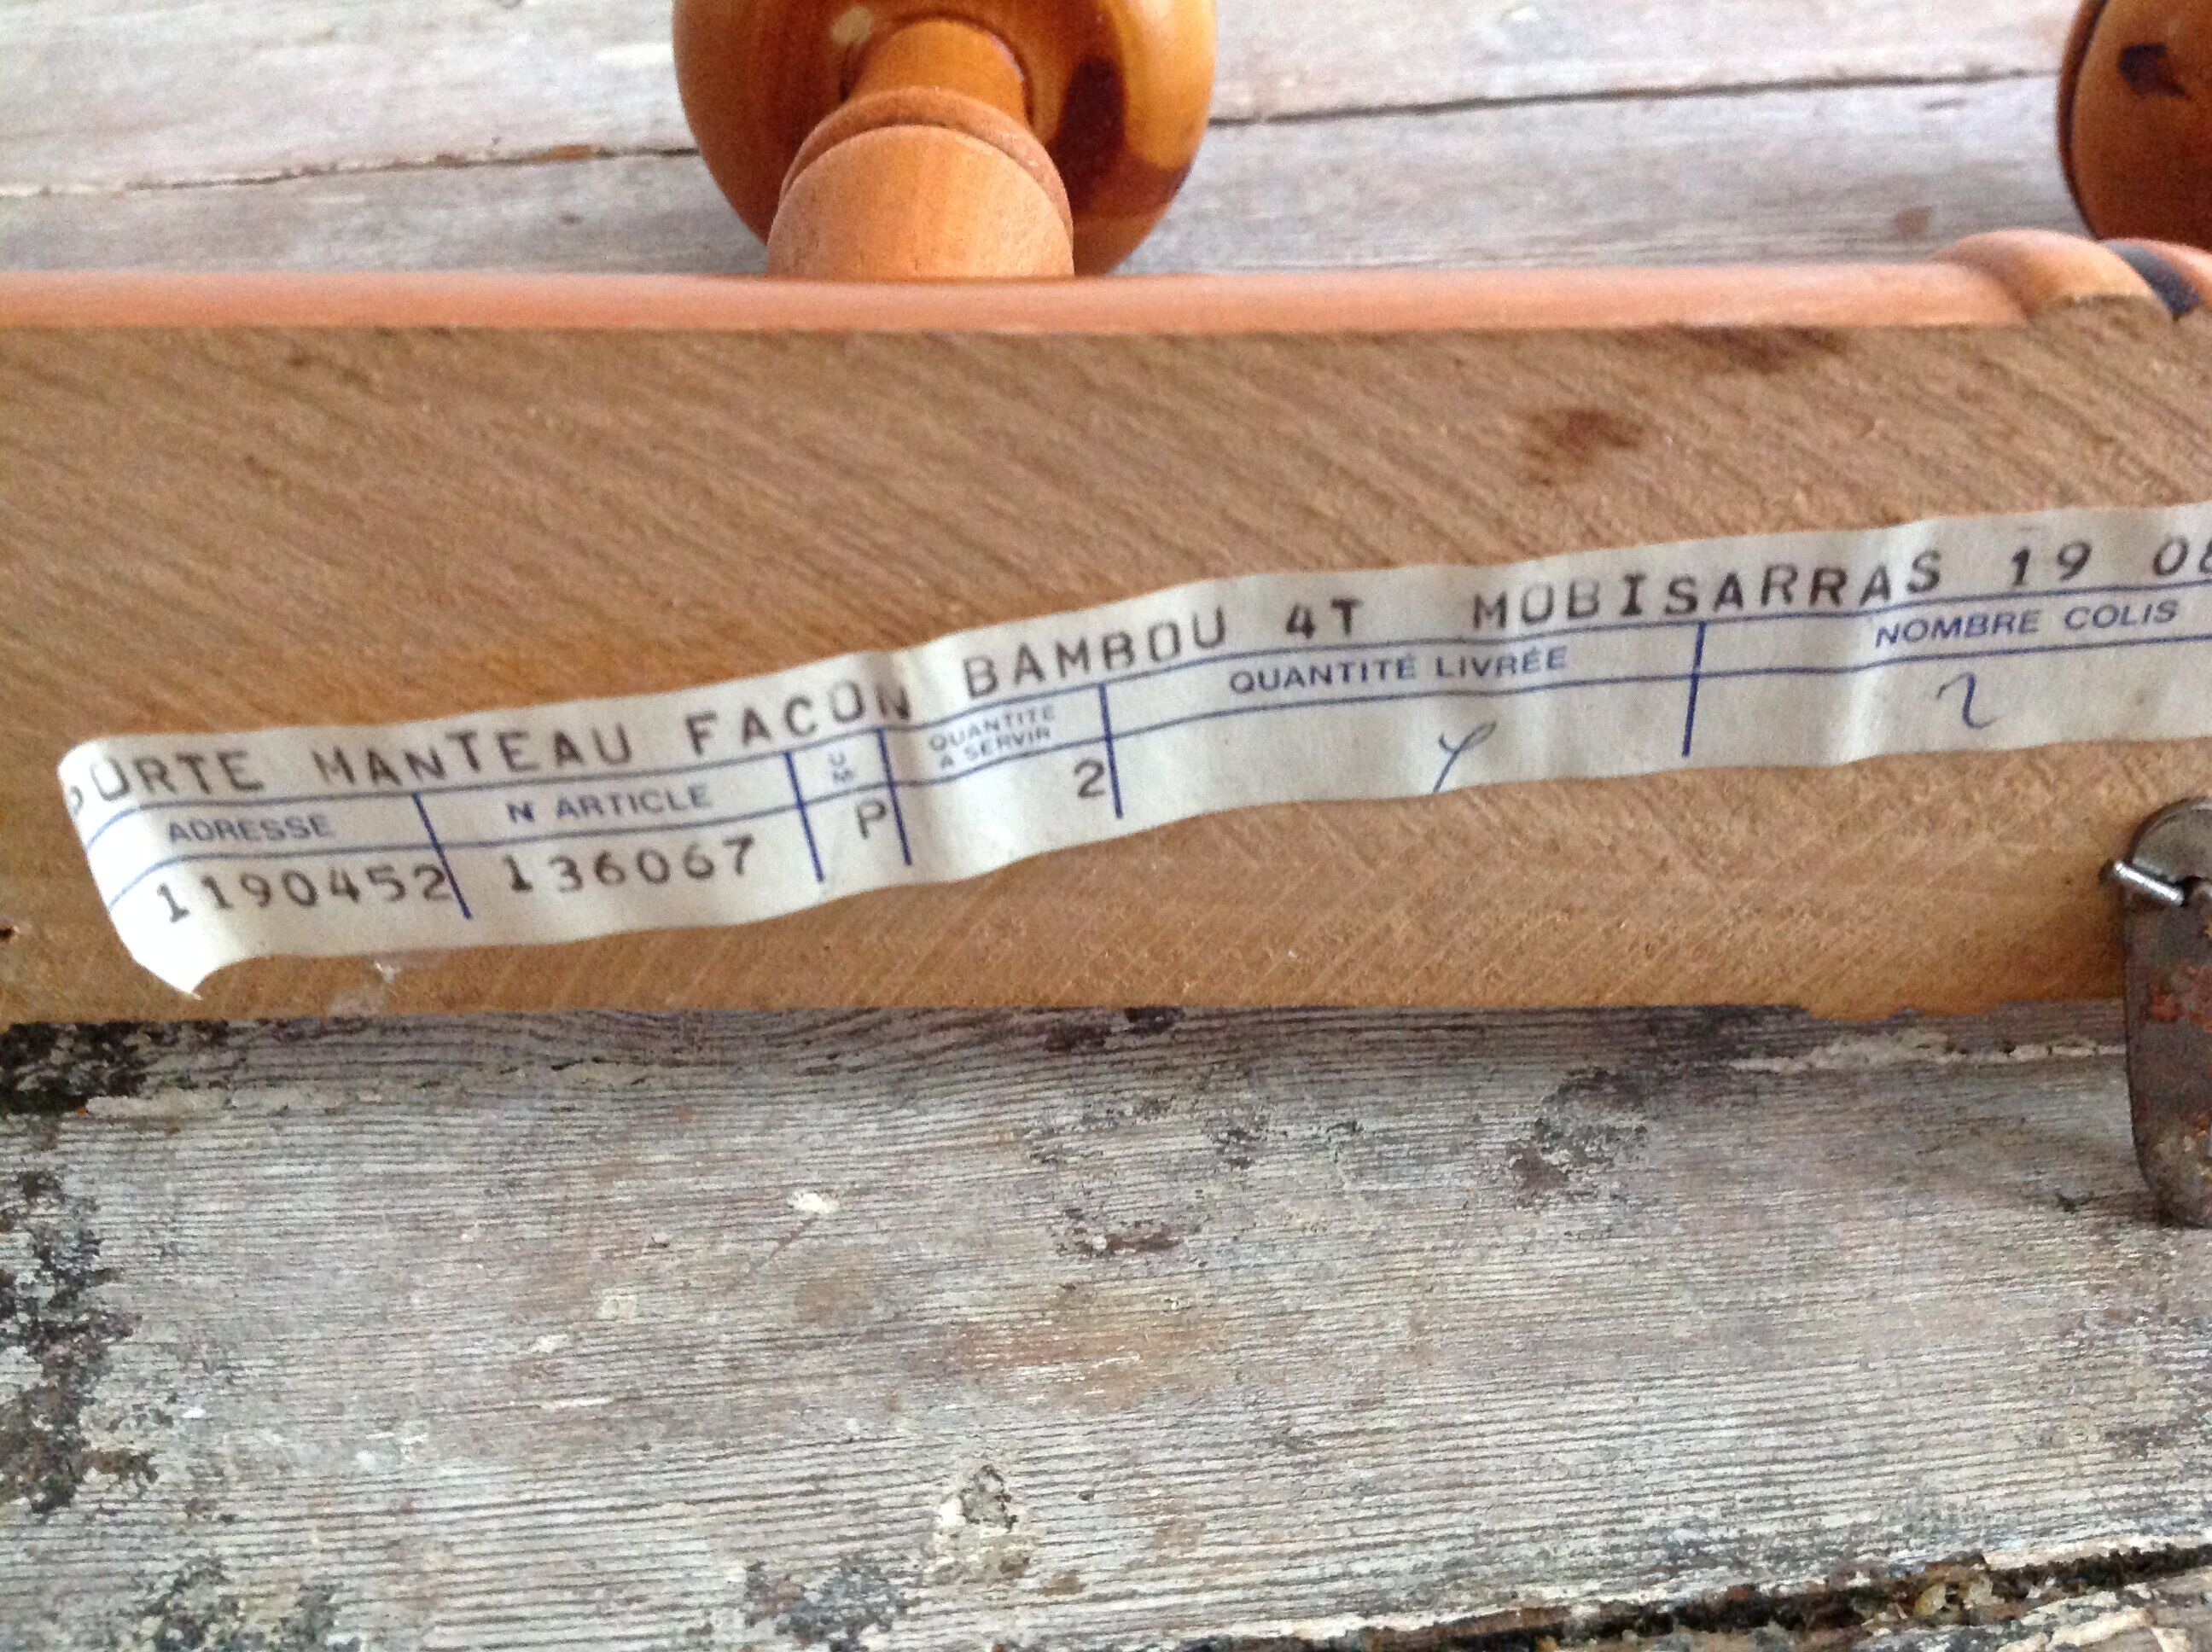 PORTE MANTEAU FACON BAMBOU 4T MOBISARRAS 19
ADRESSE N ARTICLE UM QUANTITE A SERVIR QUANTITÉ LIVRÉE NOMBRE COLIS
1190452 136067 P 2 2